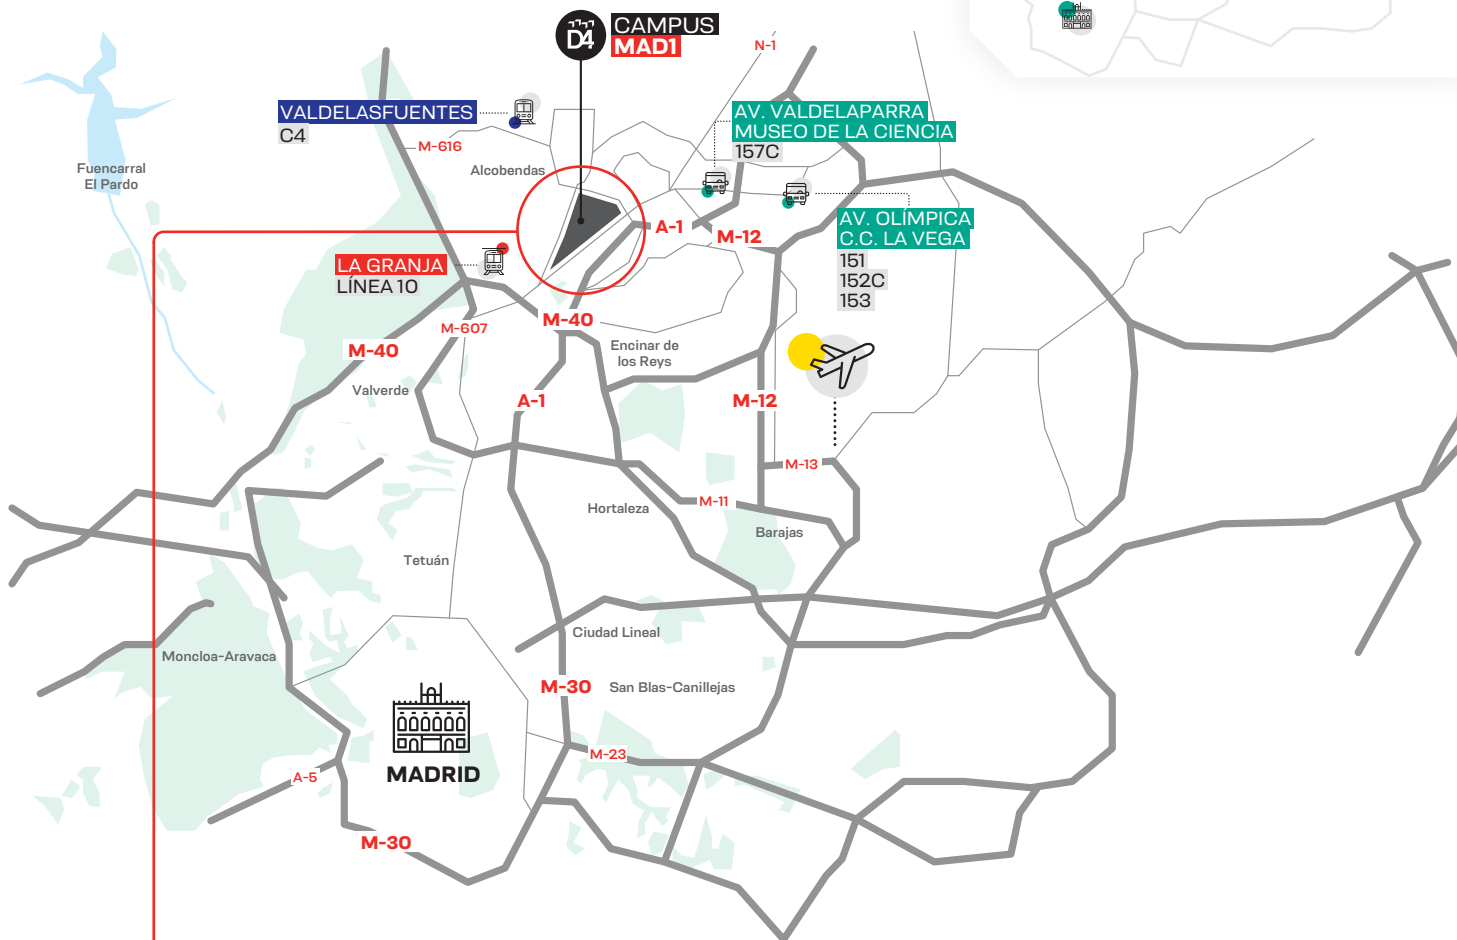 D4
CAMPUS
MAD1
N-1
VALDELASFUENTES
C4
AV. VALDELAPARRA
MUSEO DE LA CIENCIA
157C
M-616
Fuencarral
El Pardo
Alcobendas
A-1
M-12
AV. OLÍMPICA
C.C. LA VEGA
151
152C
153
LA GRANJA
LÍNEA 10
M-40
M-607
Encinar de
los Reys
M-40
Valverde
A-1
M-12
M-13
M-11
Hortaleza
Barajas
Tetuán
Ciudad Lineal
Moncloa-Aravaca
M-30
San Blas-Canillejas
M-23
MADRID
A-5
M-30